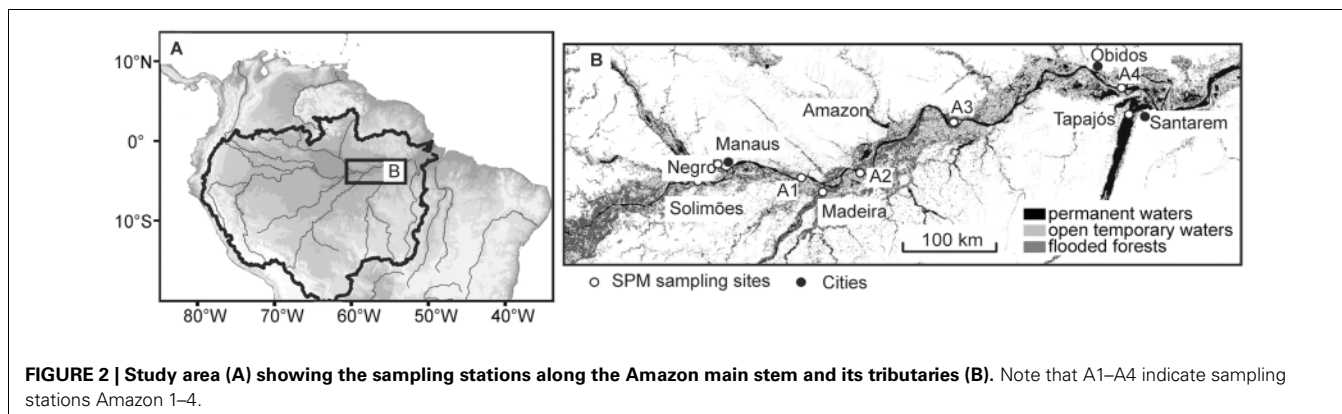 A
10°N
0°
10°S
B
80°W 70°W 60°W 50°W 40°W
B
Óbidos
A4
Amazon
A3
Tapajós
Santarem
Manaus
Negro
A1
A2
Solimões
Madeira
permanent waters
open temporary waters
flooded forests
100 km
SPM sampling sites
Cities
FIGURE 2 | Study area (A) showing the sampling stations along the Amazon main stem and its tributaries (B). Note that A1–A4 indicate sampling
stations Amazon 1–4.